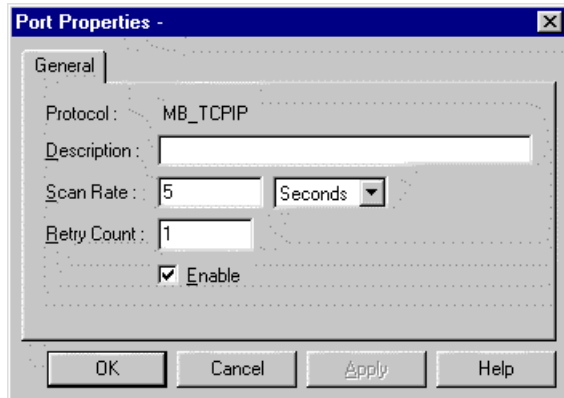 Port Properties -
General
Protocol : MB_TCPIP
Description :
Scan Rate : 5 Seconds
Retry Count : 1
Enable
OK Cancel Apply Help